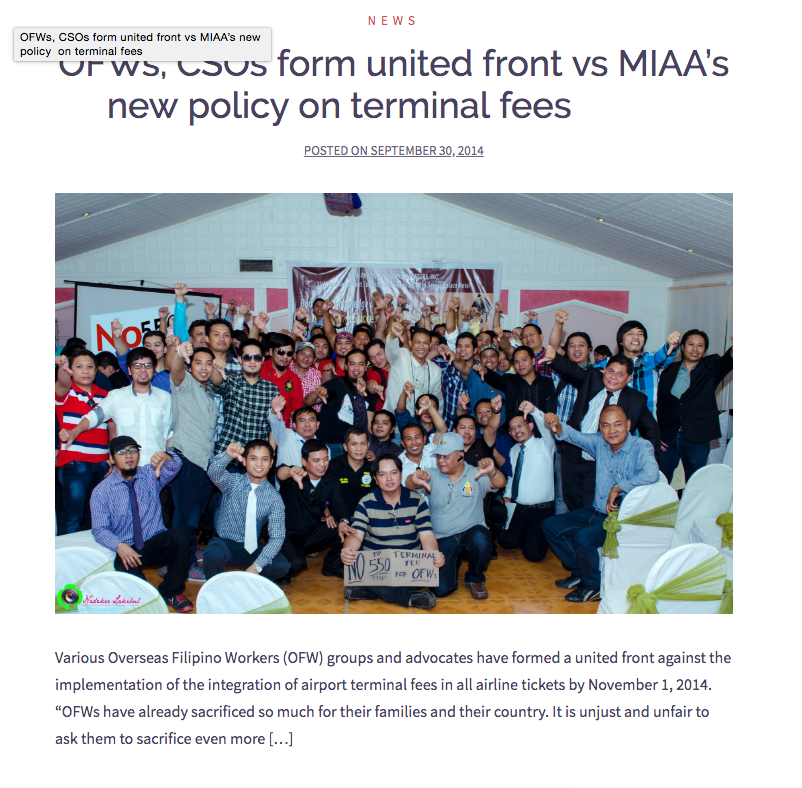 NEWS
OFWs, CSOs form united front vs MIAA's new
policy on terminal fees
OFWs, CSOs form united front vs MIAA’s
new policy on terminal fees
POSTED ON SEPTEMBER 30, 2014
No 550
NO TO 550 PHP TERMINAL FEE FOR OFWs
Various Overseas Filipino Workers (OFW) groups and advocates have formed a united front against the
implementation of the integration of airport terminal fees in all airline tickets by November 1, 2014.
“OFWs have already sacrificed so much for their families and their country. It is unjust and unfair to
ask them to sacrifice even more […]